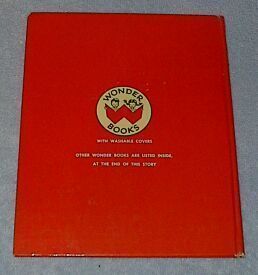 WONDER
BOOKS
WITH WASHABLE COVERS
OTHER WONDER BOOKS ARE LISTED INSIDE,
AT THE END OF THIS STORY